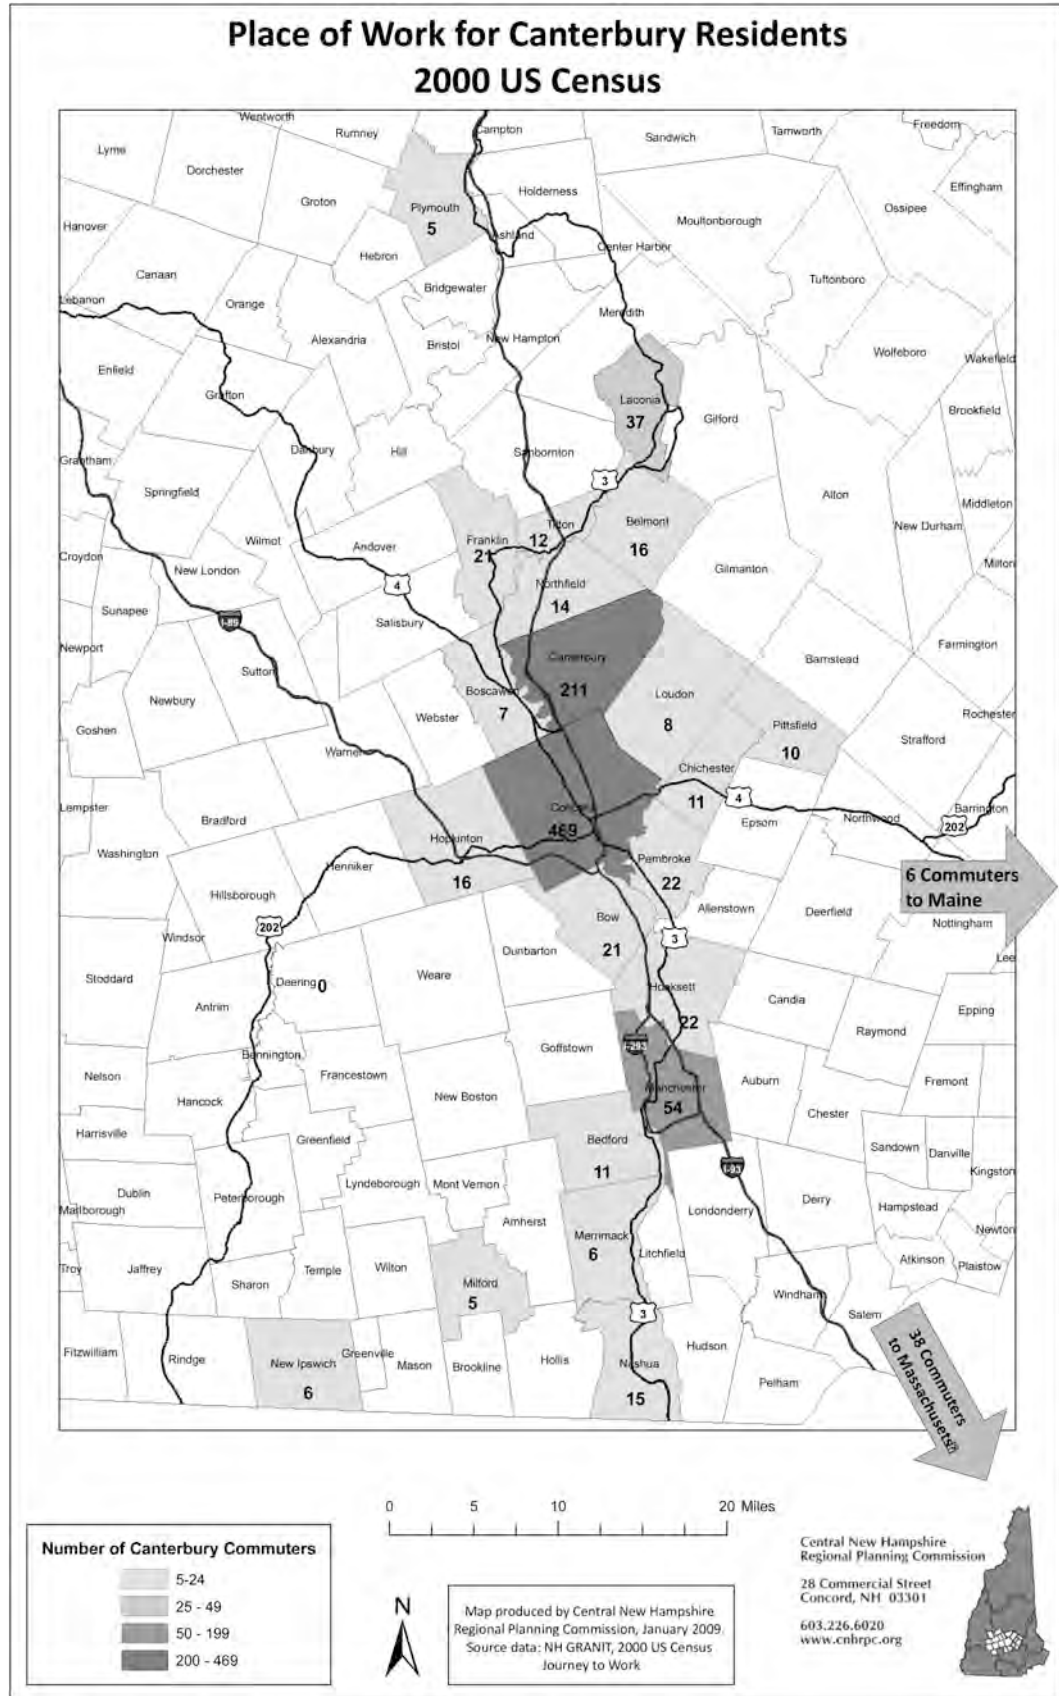 Place of Work for Canterbury Residents
2000 US Census
Wentworth
Rumney
Campton
Sandwich
Tamworth
Freedom
Lyme
Dorchester
Groton
Plymouth
5
Holderness
Effingham
Hanover
Hebron
Ashland
Center Harbor
Moultonborough
Ossipee
Canaan
Lebanon
Orange
Bridgewater
Tuftonboro
Alexandria
Bristol
New Hampton
Meredith
Wolfeboro
Wakefield
Enfield
Grafton
Laconia
37
Gilford
Brookfield
Grantham
Danbury
Hill
Sanbornton
3
Springfield
Alton
Middleton
Wilmot
Andover
Franklin
21
Tilton
12
Belmont
16
New Durham
Croydon
New London
4
Northfield
14
Gilmanton
Milton
Sunapee
I-89
Salisbury
Newport
Sutton
Canterbury
211
Barnstead
Farmington
Newbury
Webster
Boscawen
7
Loudon
8
Pittsfield
10
Rochester
Goshen
Warner
Strafford
Chichester
11
4
Lempster
Bradford
Concord
469
Epsom
Northwood
Barrington
202
Washington
Henniker
Hopkinton
16
Pembroke
22
6 Commuters
to Maine
Hillsborough
Allenstown
Deerfield
Nottingham
202
Windsor
Bow
21
3
Dunbarton
Lee
Stoddard
Deering
0
Weare
Hooksett
22
Candia
Epping
Antrim
Raymond
Bennington
Goffstown
I-293
Nelson
Francestown
Manchester
54
Auburn
Fremont
Hancock
New Boston
Chester
Harrisville
Greenfield
Bedford
11
I-93
Sandown
Danville
Kingston
Dublin
Peterborough
Lyndeborough
Mont Vernon
Londonderry
Derry
Hampstead
Marlborough
Amherst
Merrimack
6
Litchfield
Newton
Troy
Jaffrey
Sharon
Temple
Wilton
Milford
5
Atkinson
Plaistow
Windham
Salem
3
Fitzwilliam
Rindge
New Ipswich
6
Greenville
Mason
Brookline
Hollis
Nashua
15
Hudson
Pelham
38 Commuters
to Massachusetts
0 5 10 20 Miles
Number of Canterbury Commuters
5-24
25 - 49
50 - 199
200 - 469
N
Map produced by Central New Hampshire
Regional Planning Commission, January 2009.
Source data: NH GRANIT, 2000 US Census
Journey to Work
Central New Hampshire
Regional Planning Commission
28 Commercial Street
Concord, NH 03301
603.226.6020
www.cnhrpc.org